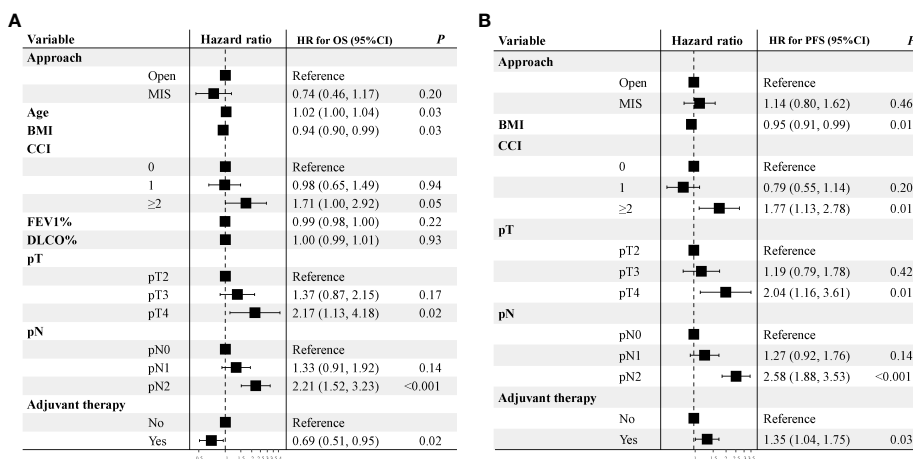 A
Variable Hazard ratio HR for OS (95%CI) P
Approach
Open Reference
MIS 0.74 (0.46, 1.17) 0.20
Age 1.02 (1.00, 1.04) 0.03
BMI 0.94 (0.90, 0.99) 0.03
CCI
0 Reference
1 0.98 (0.65, 1.49) 0.94
≥2 1.71 (1.00, 2.92) 0.05
FEV1% 0.99 (0.98, 1.00) 0.22
DLCO% 1.00 (0.99, 1.01) 0.93
pT
pT2 Reference
pT3 1.37 (0.87, 2.15) 0.17
pT4 2.17 (1.13, 4.18) 0.02
pN
pN0 Reference
pN1 1.33 (0.91, 1.92) 0.14
pN2 2.21 (1.52, 3.23) <0.001
Adjuvant therapy
No Reference
Yes 0.69 (0.51, 0.95) 0.02
B
Variable Hazard ratio HR for PFS (95%CI) P
Approach
Open Reference
MIS 1.14 (0.80, 1.62) 0.46
BMI 0.95 (0.91, 0.99) 0.01
CCI
0 Reference
1 0.79 (0.55, 1.14) 0.20
≥2 1.77 (1.13, 2.78) 0.01
pT
pT2 Reference
pT3 1.19 (0.79, 1.78) 0.42
pT4 2.04 (1.16, 3.61) 0.01
pN
pN0 Reference
pN1 1.27 (0.92, 1.76) 0.14
pN2 2.58 (1.88, 3.53) <0.001
Adjuvant therapy
No Reference
Yes 1.35 (1.04, 1.75) 0.03